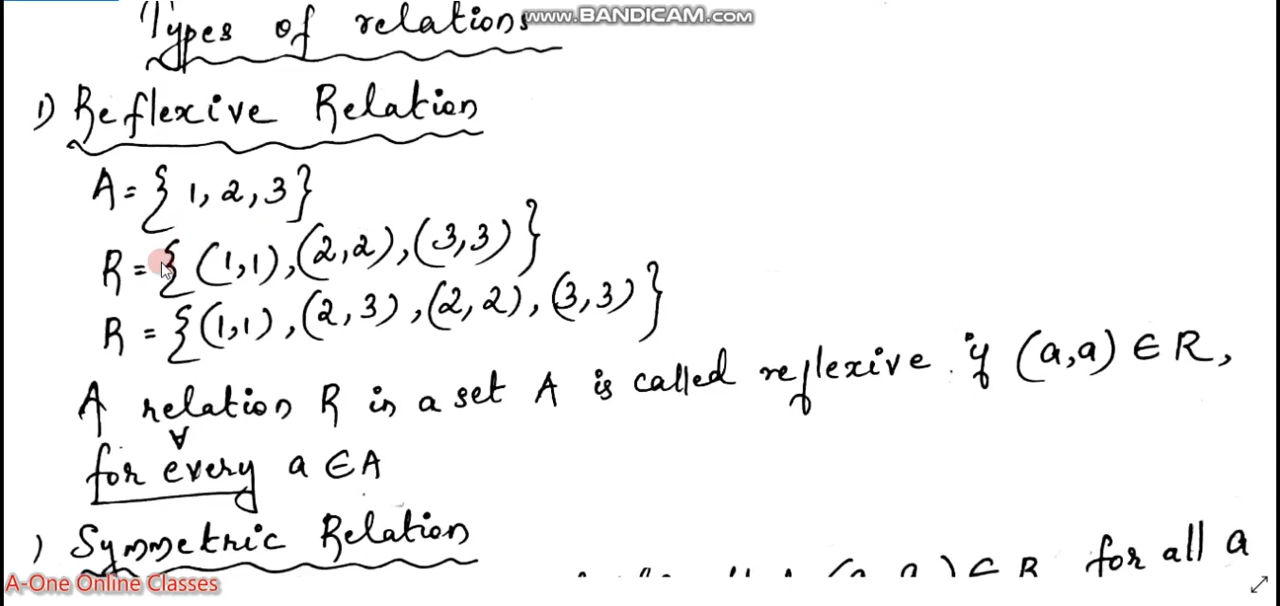 Types of relations
www.BANDICAM.com
1) Reflexive Relation
A = { 1, 2, 3 }
R = { (1,1), (2,2), (3,3) }
R = { (1,1), (2,3), (2,2), (3,3) }
A relation R in a set A is called reflexive. if (a,a) ∈ R,
∀
for every a ∈ A
) Symmetric Relation
∈ R for all a
A-One Online Classes